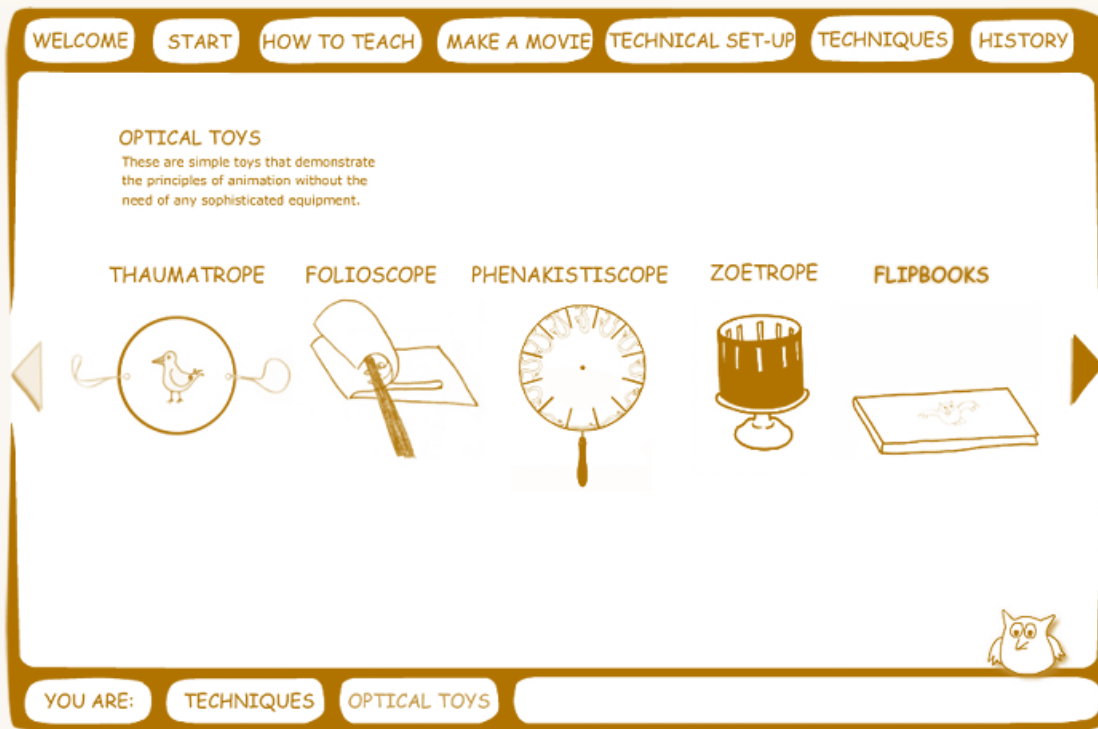 WELCOME START HOW TO TEACH MAKE A MOVIE TECHNICAL SET-UP TECHNIQUES HISTORY
OPTICAL TOYS
These are simple toys that demonstrate
the principles of animation without the
need of any sophisticated equipment.
THAUMATROPE FOLIOSCOPE PHENAKISTISCOPE ZOETROPE FLIPBOOKS
YOU ARE: TECHNIQUES OPTICAL TOYS